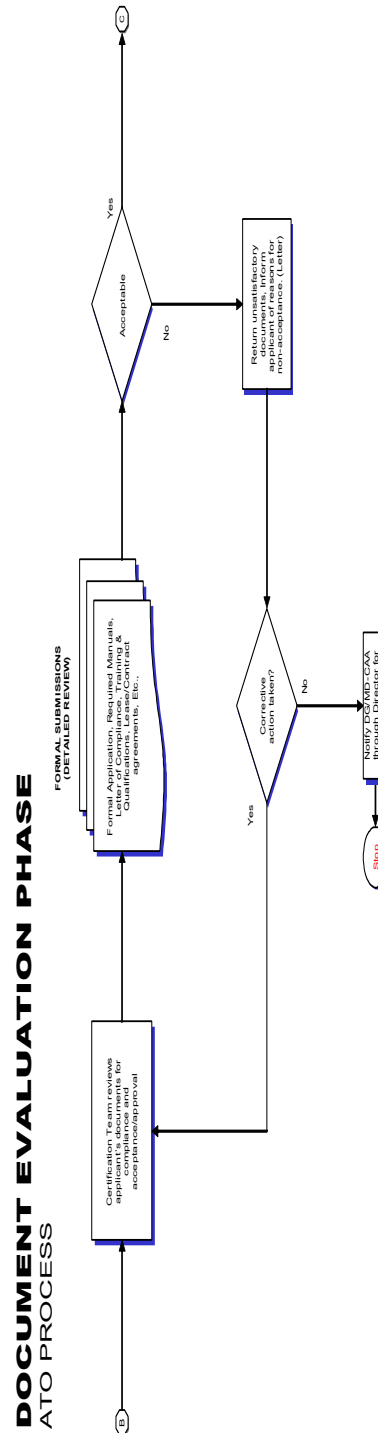 DOCUMENT EVALUATION PHASE
ATO PROCESS
B
Certification Team reviews
applicant's documents for
compliance and
acceptance/approval
FORMAL SUBMISSIONS
(DETAILED REVIEW)
Formal Application, Required Manuals,
Letter of Compliance, Training &
Qualifications, Lease/Contract
agreements, Etc.,
Acceptable
Yes
C
No
Return unsatisfactory
documents, Inform
applicant of reasons for
non-acceptance. (Letter)
Corrective
action taken?
Yes
No
Notify DG/MD-CAA
through Director for
Stop